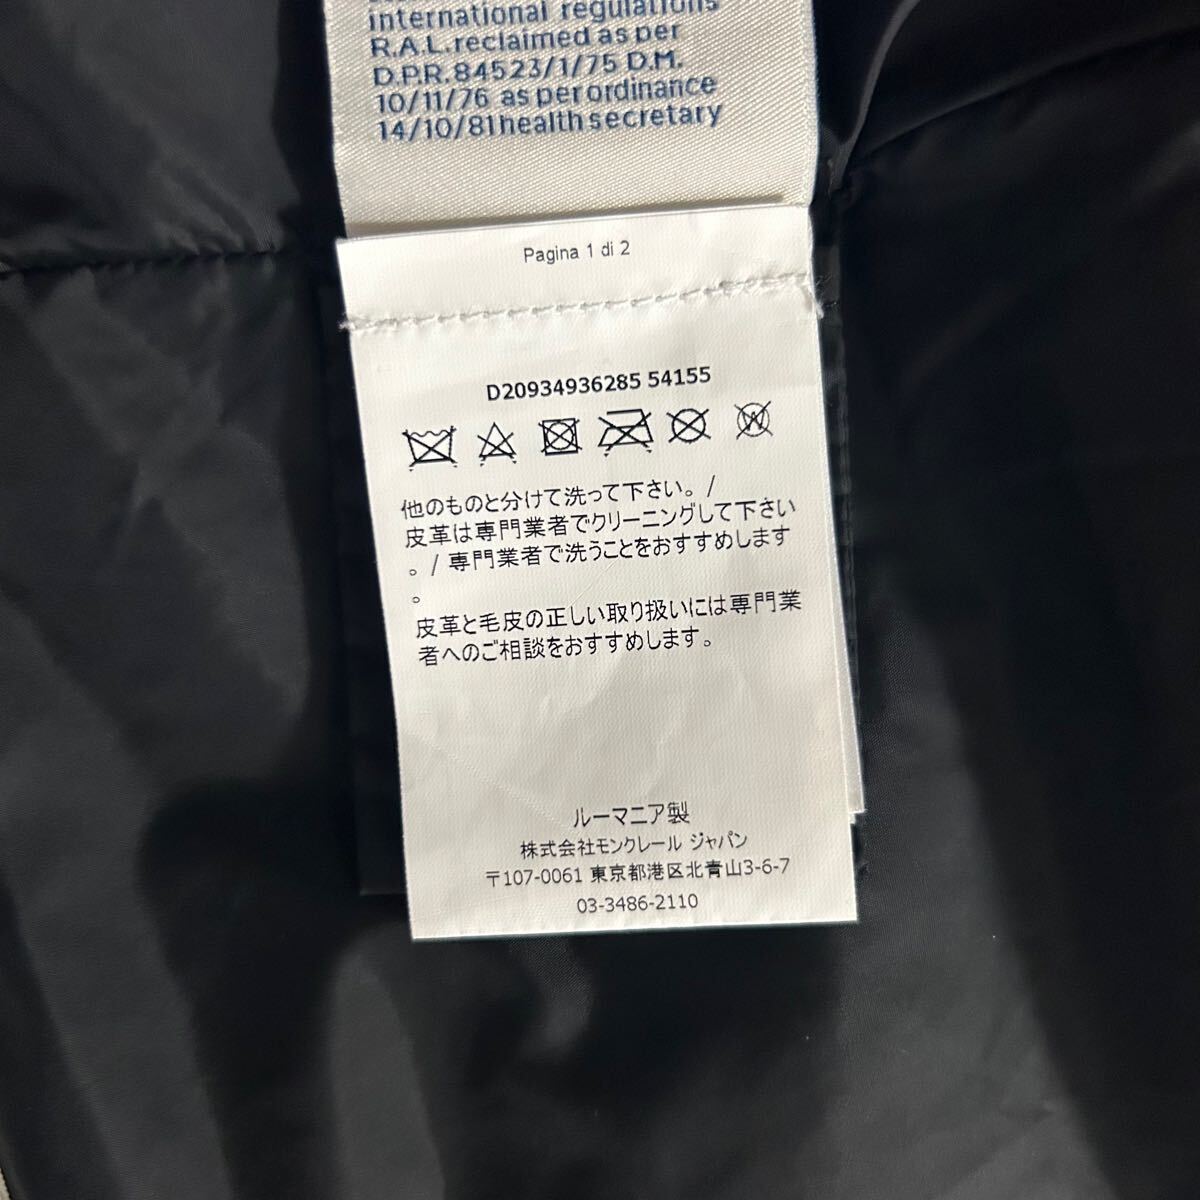 international regulations
R.A.L. reclaimed as per
D.P.R. 84523/1/75 D.M.
10/11/76 as per ordinance
14/10/81 health secretary
Pagina 1 di 2
D20934936285 54155
W
他のものと分けて洗って下さい。/
皮革は専門業者でクリーニングして下さい
。/ 専門業者で洗うことをおすすめします
。
皮革と毛皮の正しい取り扱いには専門業
者へのご相談をおすすめします。
ルーマニア製
株式会社モンクレール ジャパン
〒107-0061 東京都港区北青山3-6-7
03-3486-2110